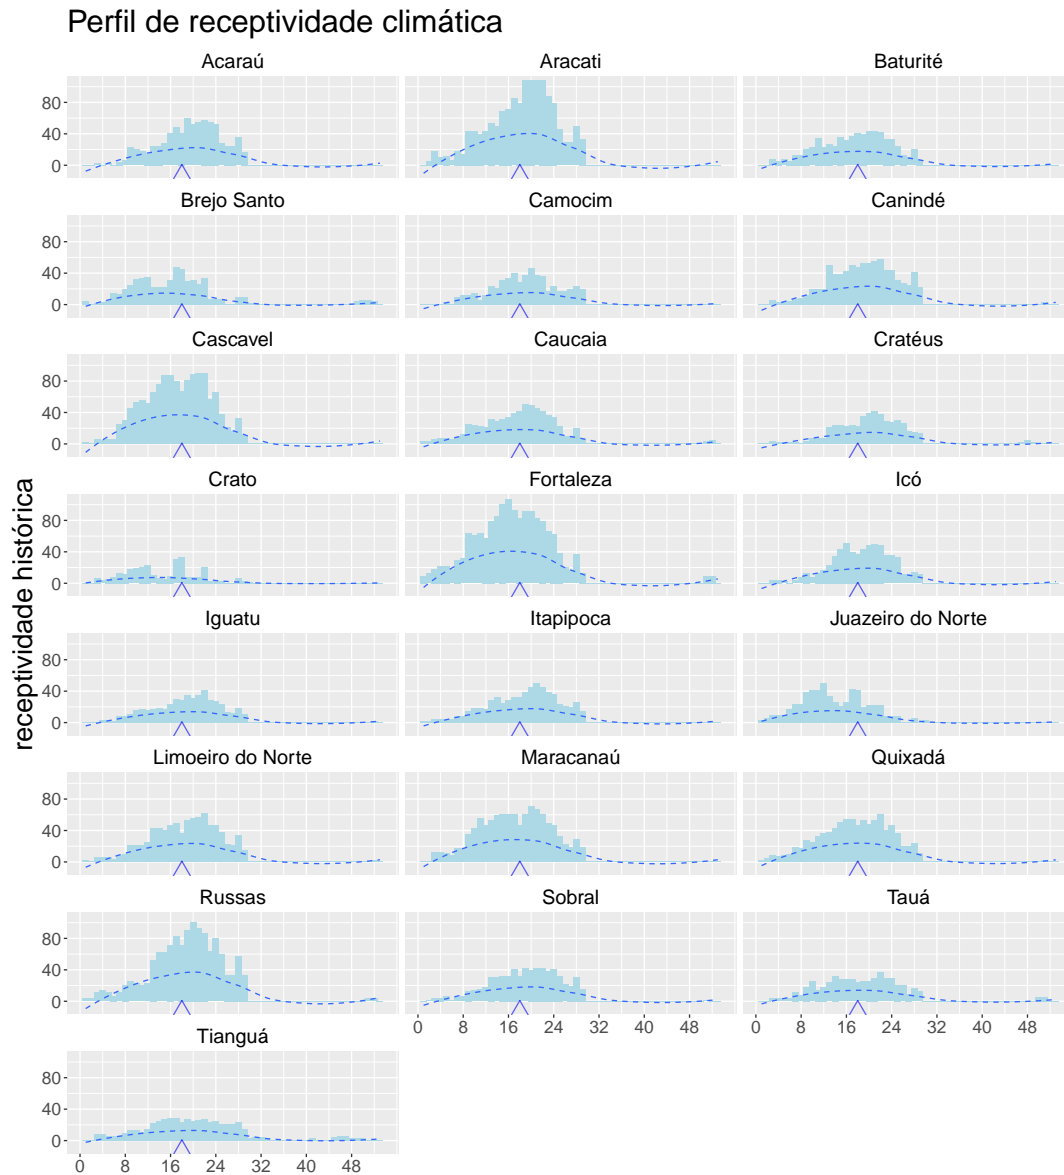 Perfil de receptividade climática
Acaraú Aracati Baturité
80
40
0
Brejo Santo Camocim Canindé
80
40
0
Cascavel Caucaia Cratéus
80
40
0
Crato Fortaleza Icó
80
40
0
receptividade histórica
Iguatu Itapipoca Juazeiro do Norte
80
40
0
Limoeiro do Norte Maracanaú Quixadá
80
40
0
Russas Sobral Tauá
80
40
0
0 8 16 24 32 40 48 0 8 16 24 32 40 48
Tianguá
80
40
0
0 8 16 24 32 40 48